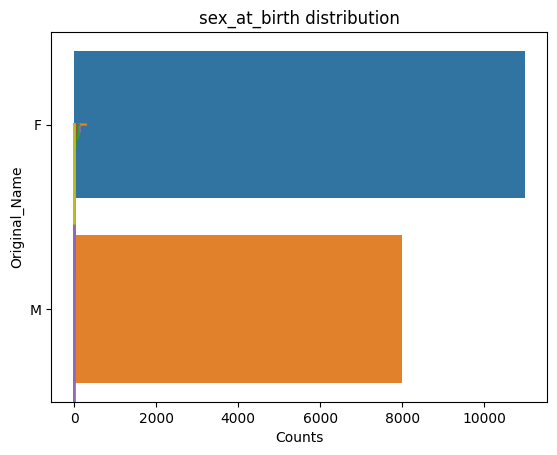 sex_at_birth distribution
Original_Name
F
M
0 2000 4000 6000 8000 10000
Counts